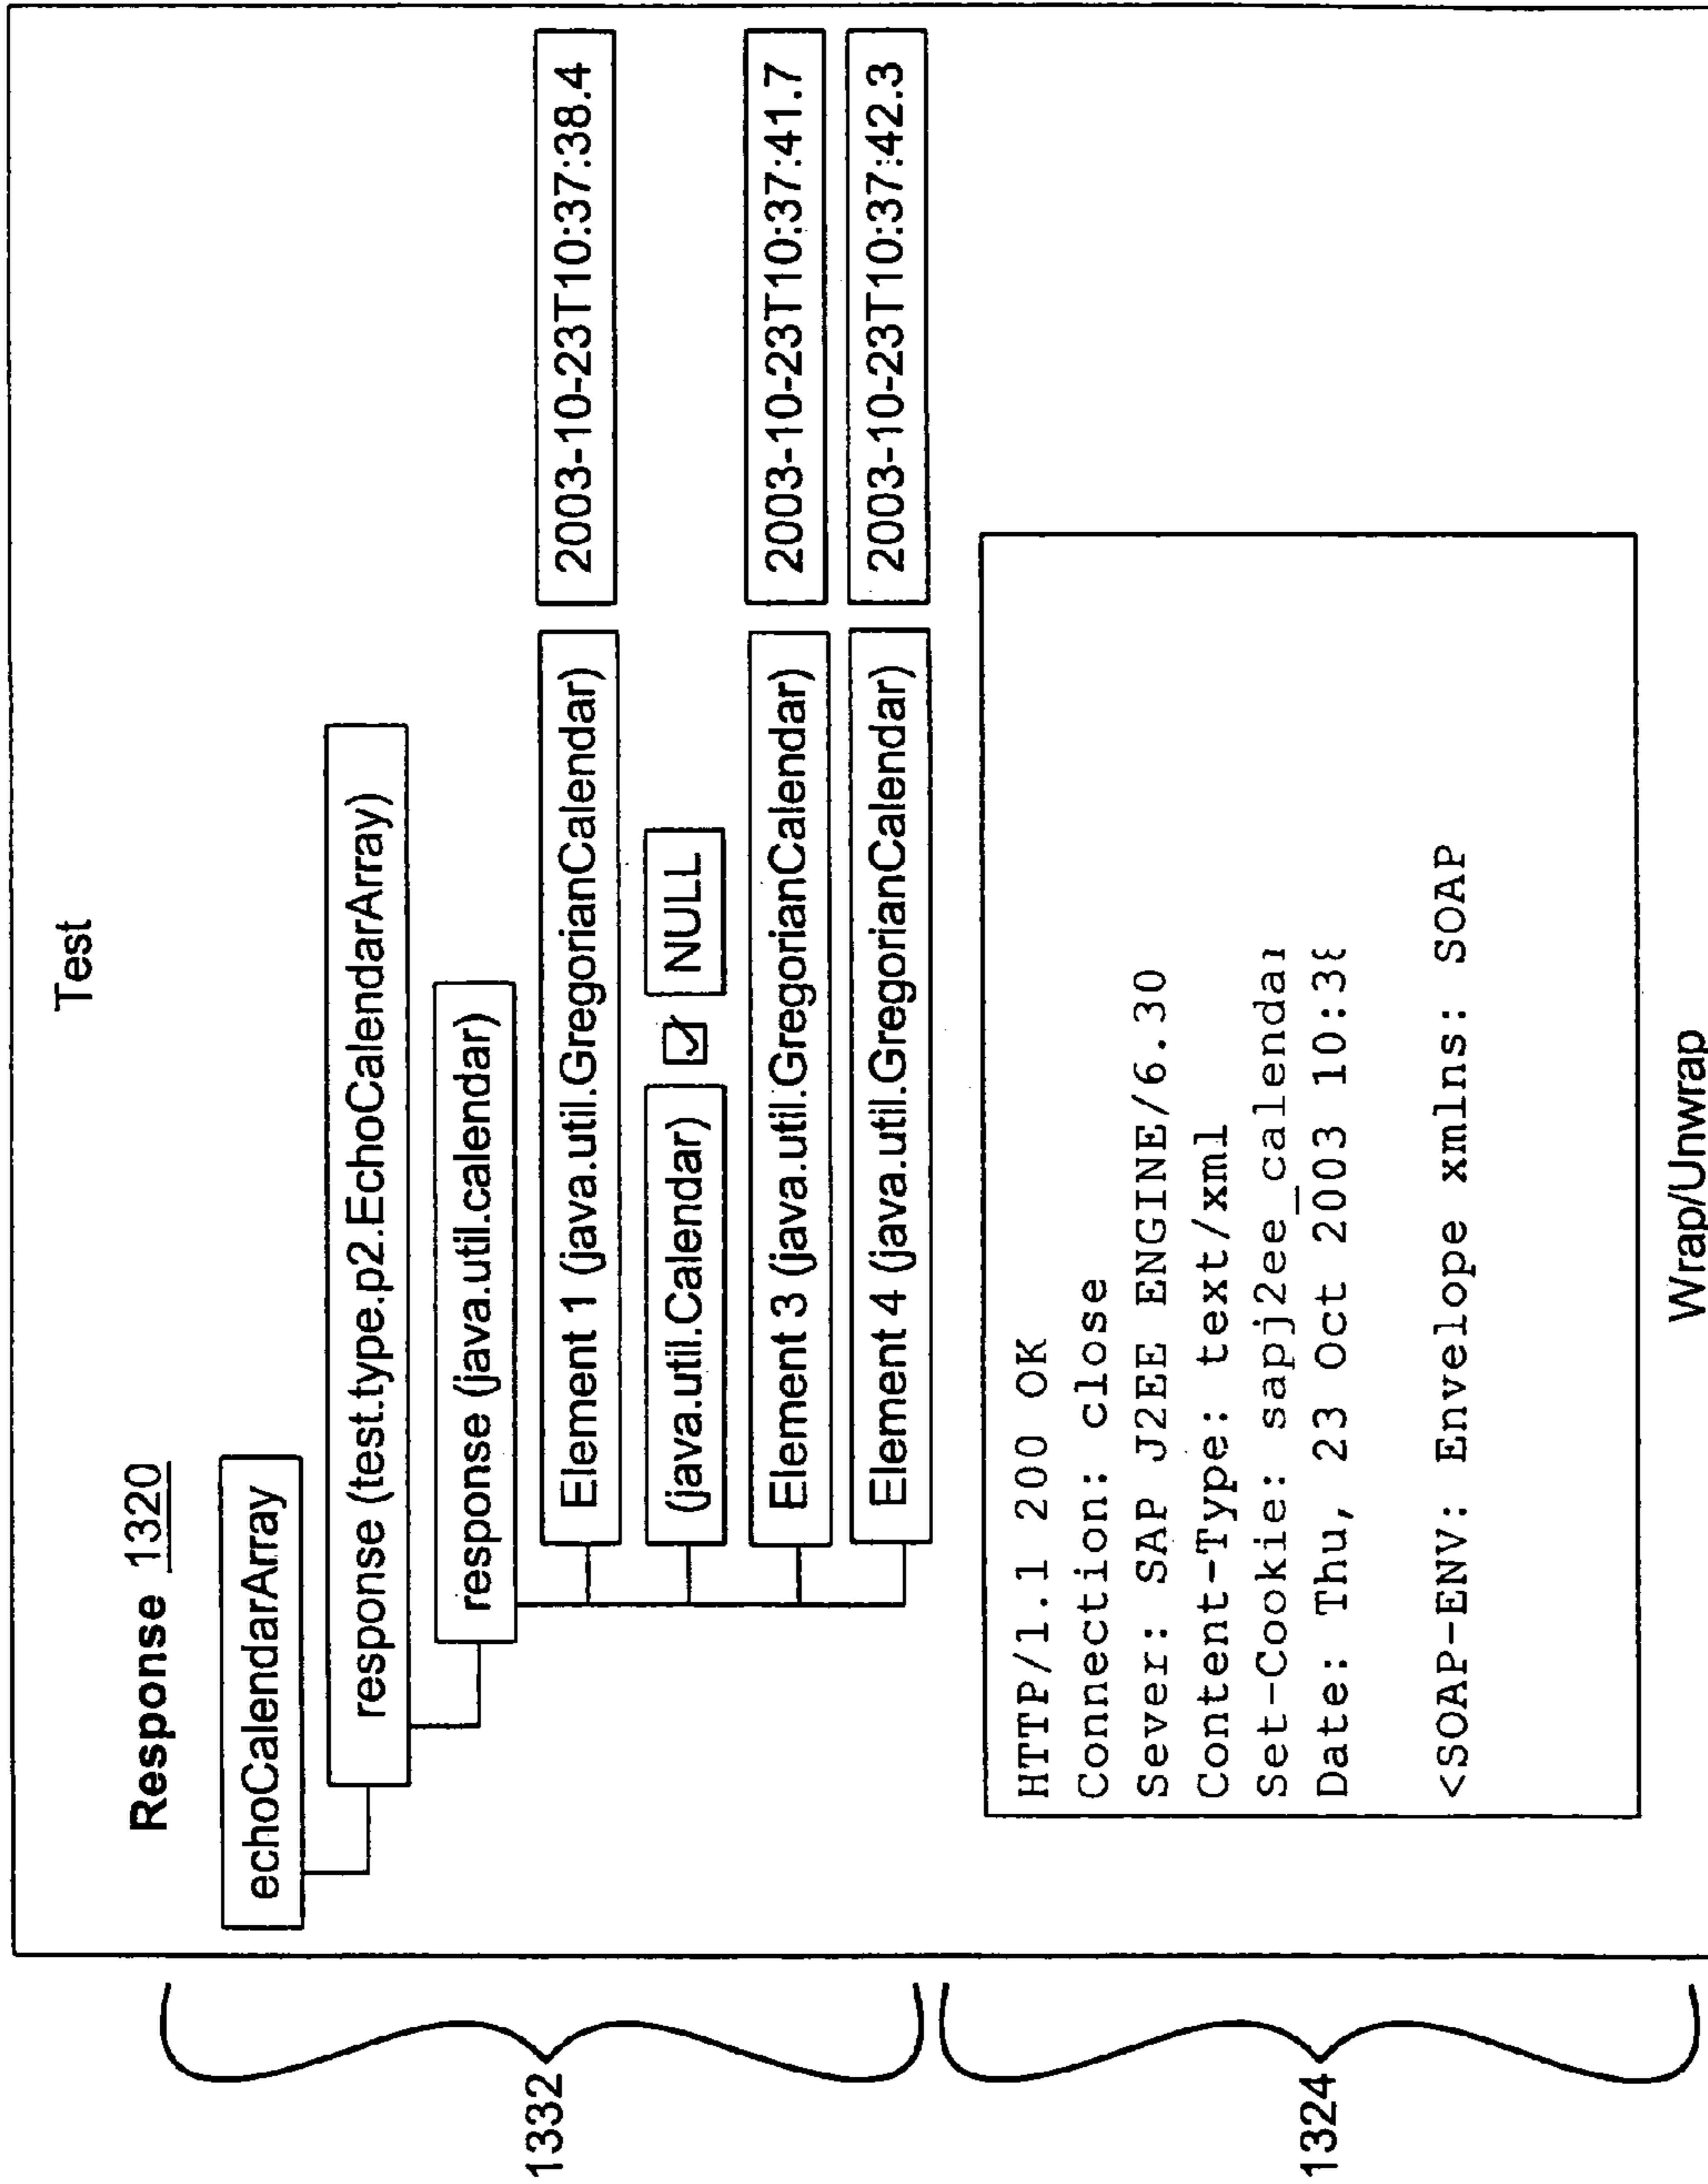 Test
Response 1320
echoCalendarArray
response (test.type.p2.EchoCalendarArray)
response (java.util.calendar)
Element 1 (java.util.GregorianCalendar) 2003-10-23T10:37:38.4
(java.util.Calendar) NULL
Element 3 (java.util.GregorianCalendar) 2003-10-23T10:37:41.7
Element 4 (java.util.GregorianCalendar) 2003-10-23T10:37:42.3
1332
HTTP/1.1 200 OK
Connection: close
Sever: SAP J2EE ENGINE/6.30
Content-Type: text/xml
Set-Cookie: sapj2ee_calendar
Date: Thu, 23 Oct 2003 10:38
<SOAP-ENV: Envelope xmlns: SOAP
1324
Wrap/Unwrap